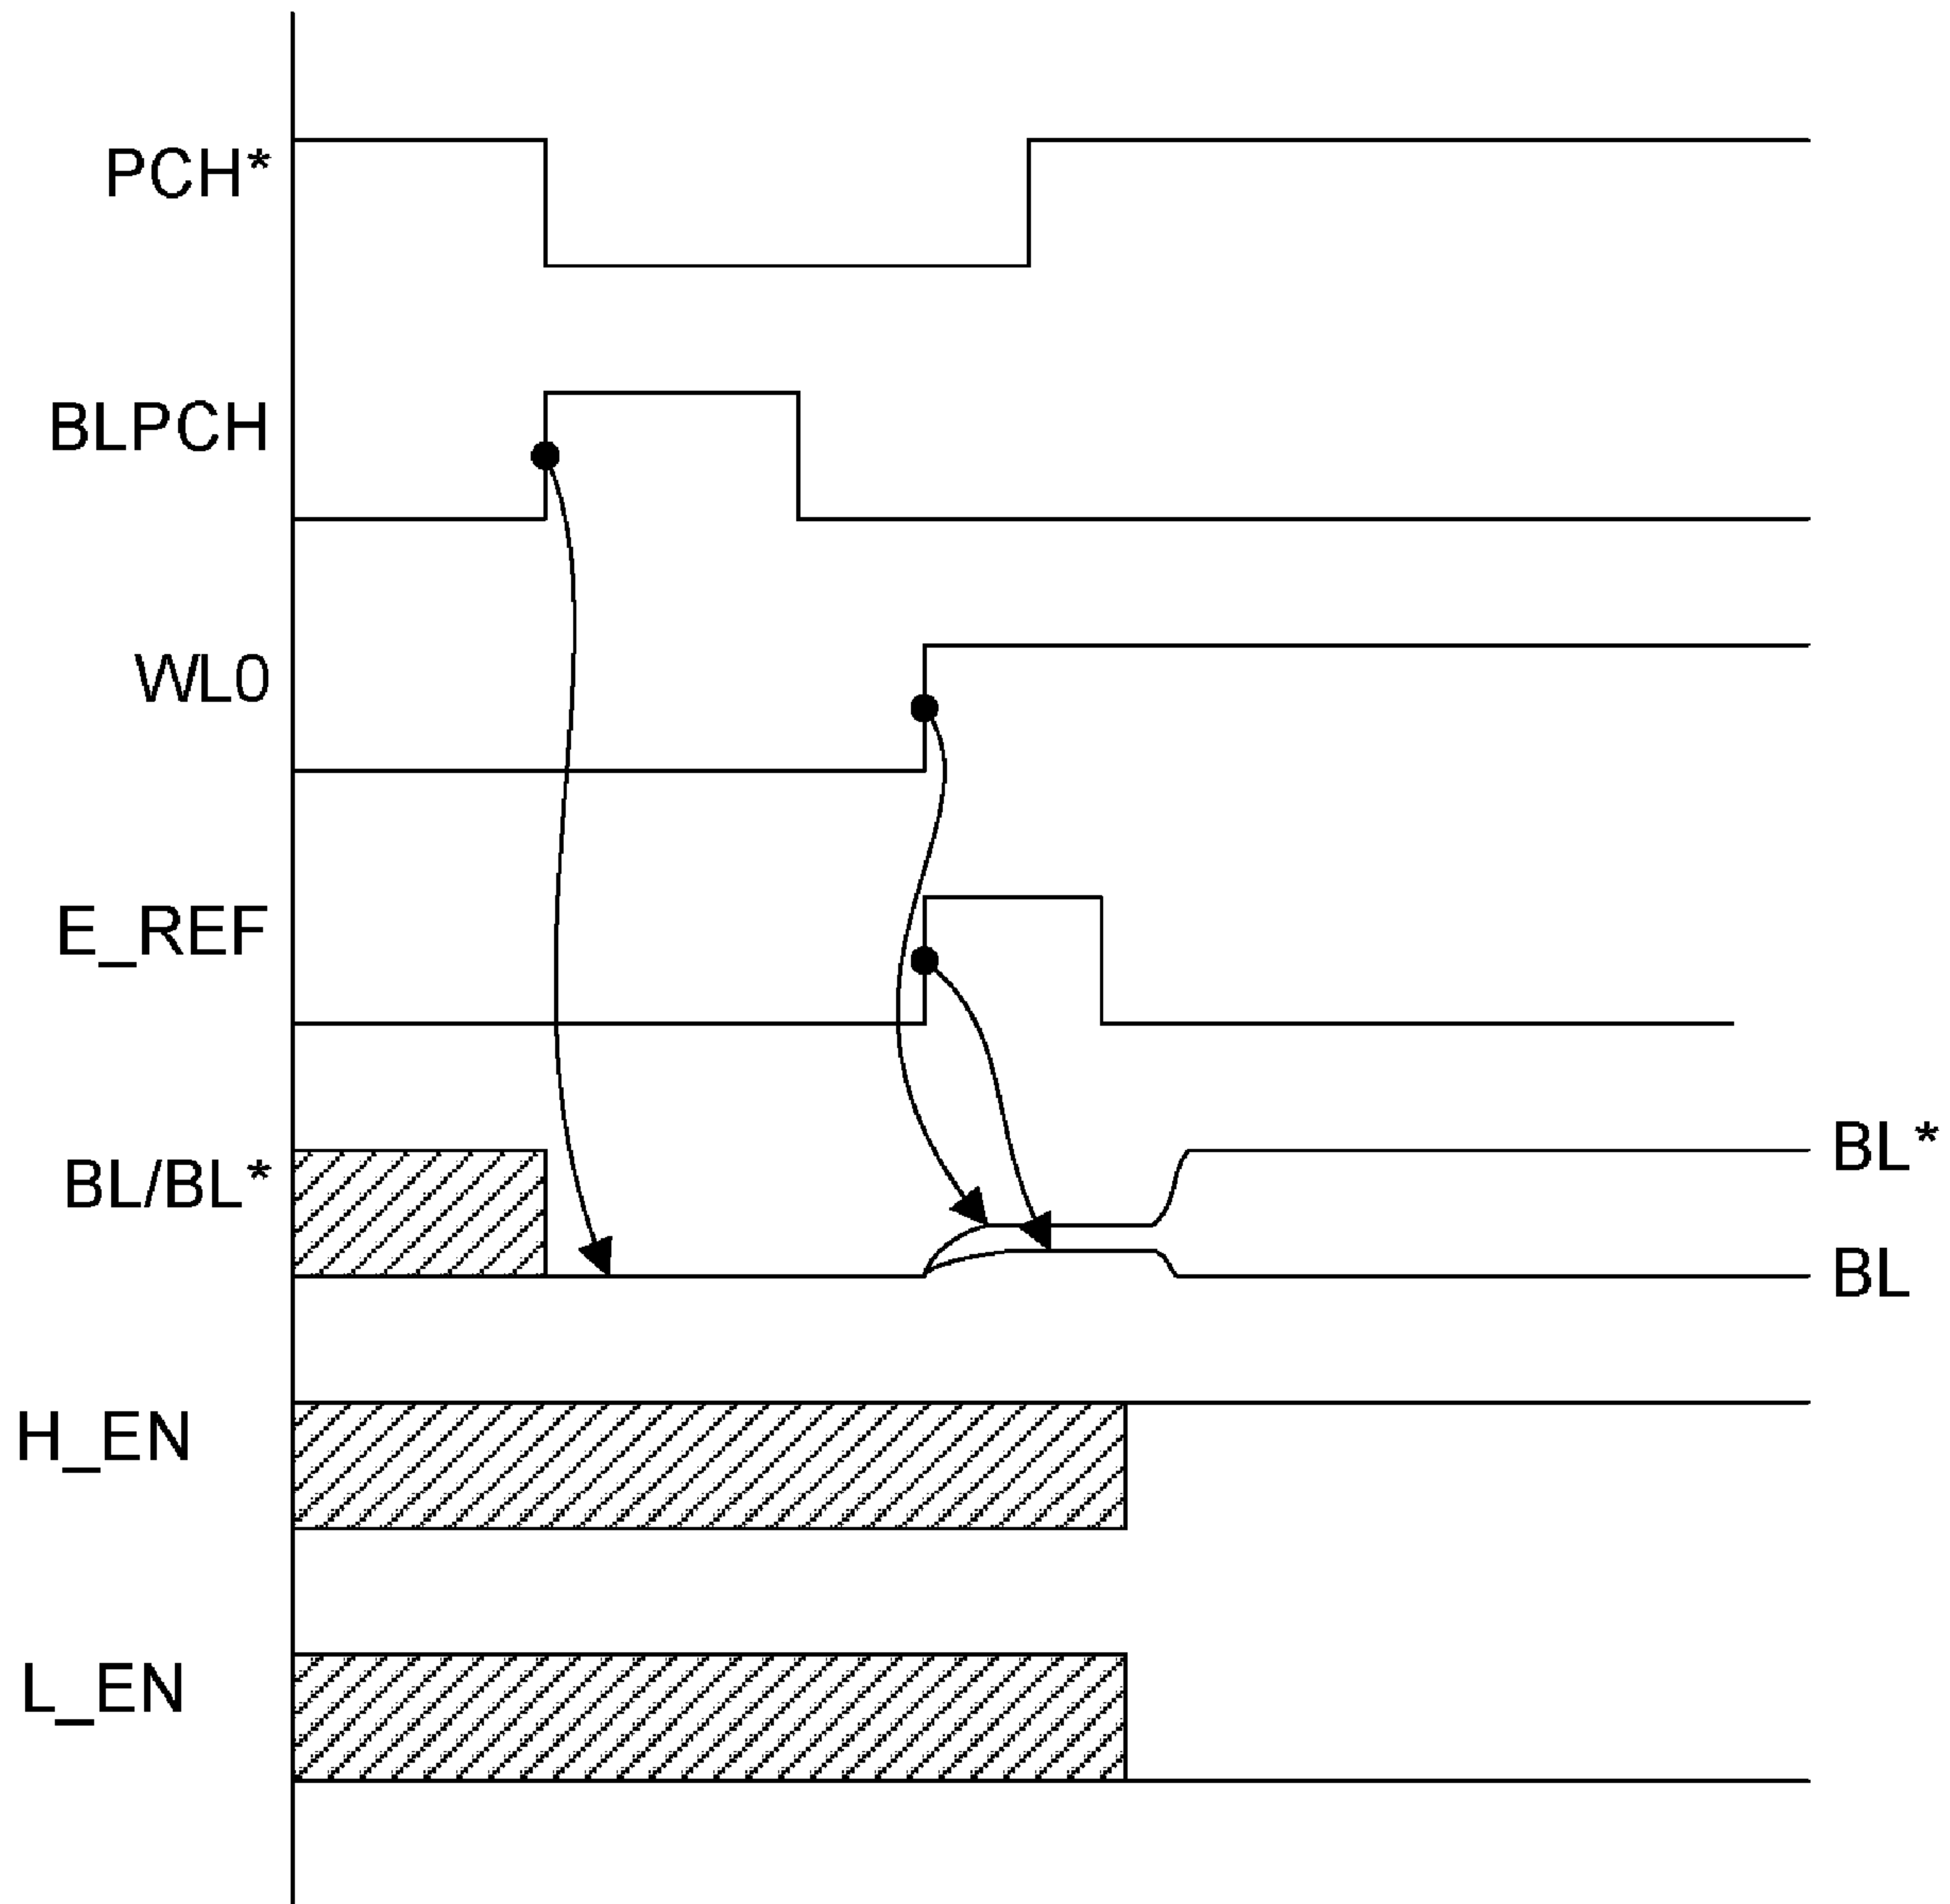 PCH*
BLPCH
WL0
E_REF
BL/BL*
BL*
BL
H_EN
L_EN